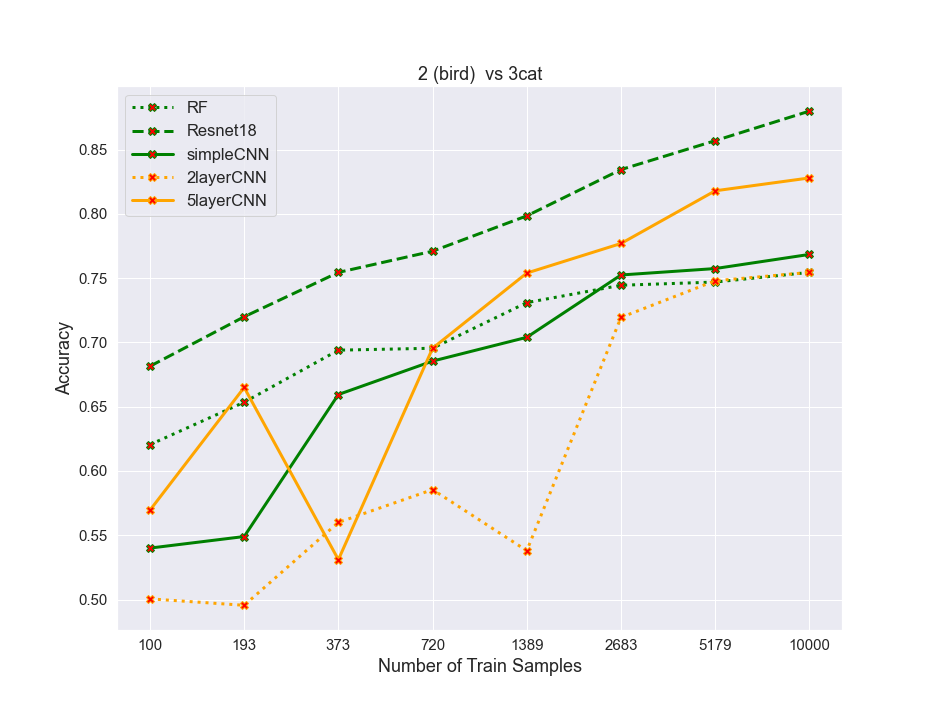 2 (bird)  vs 3cat
RF
Resnet18
simpleCNN
2layerCNN
5layerCNN
0.85
0.80
0.75
0.70
0.65
0.60
0.55
0.50
Accuracy
100 193 373 720 1389 2683 5179 10000
Number of Train Samples